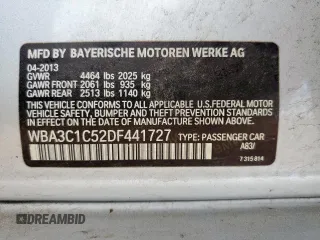 MFD BY BAYERISCHE MOTOREN WERKE AG
04-2013
GVWR 4464 lbs 2025 kg
GAWR FRONT 2061 lbs 935 kg
GAWR REAR 2513 lbs 1140 kg
THIS VEHICLE CONFORMS TO ALL APPLICABLE FEDERAL MOTOR
VEHICLE SAFETY, BUMPER AND THEFT PREVENTION STANDARDS
IN EFFECT ON THE DATE OF MANUFACTURE SHOWN ABOVE.
WBA3C1C52DF441727 TYPE: PASSENGER CAR
A83/
7 315 814
DREAMBID